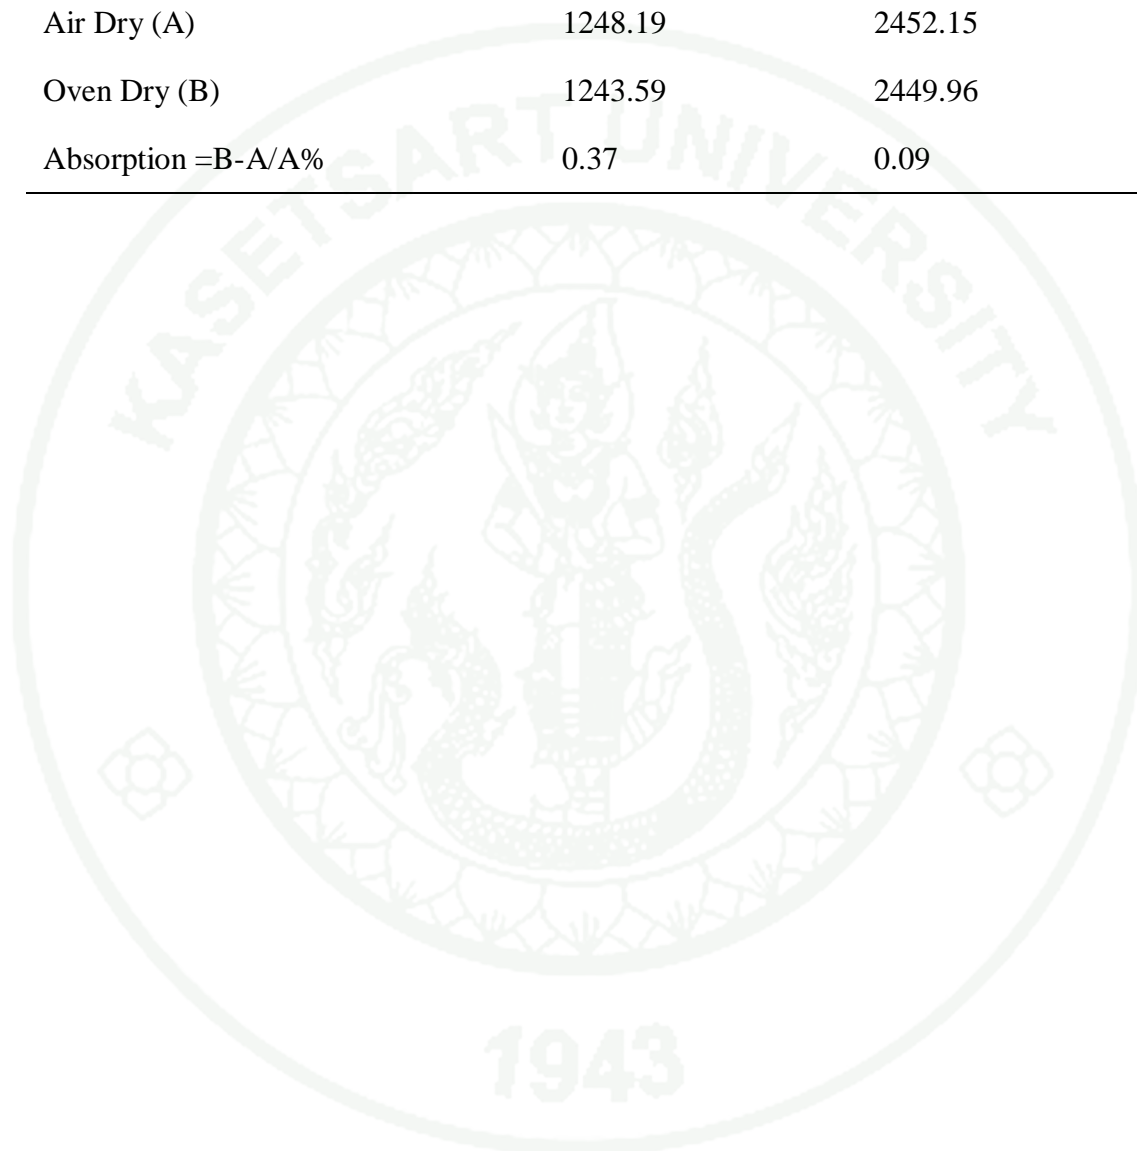 Air Dry (A) 1248.19 2452.15
Oven Dry (B) 1243.59 2449.96
Absorption =B-A/A% 0.37 0.09
KASETSART UNIVERSITY
1943